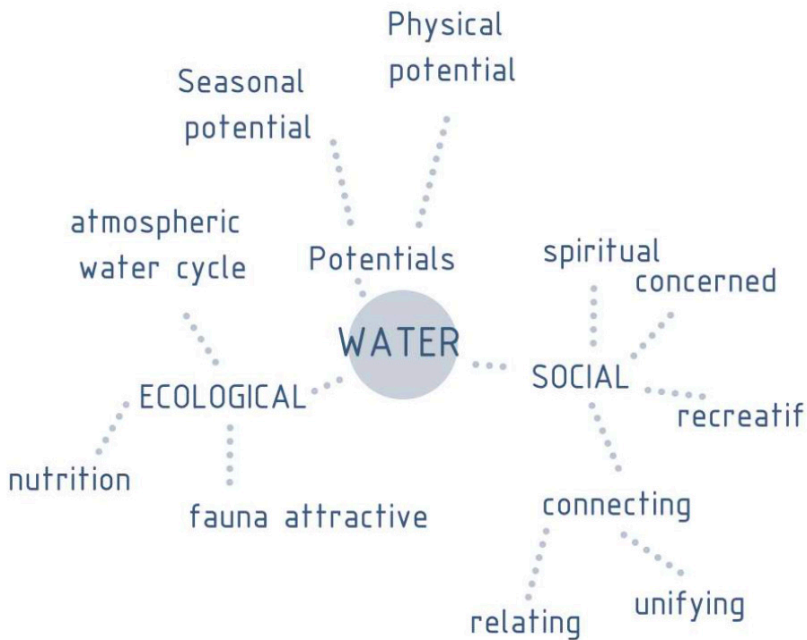 Physical
potential
Seasonal
potential
atmospheric
water cycle
Potentials
spiritual
concerned
WATER
SOCIAL
ECOLOGICAL
recreatif
nutrition
fauna attractive
connecting
relating
unifying